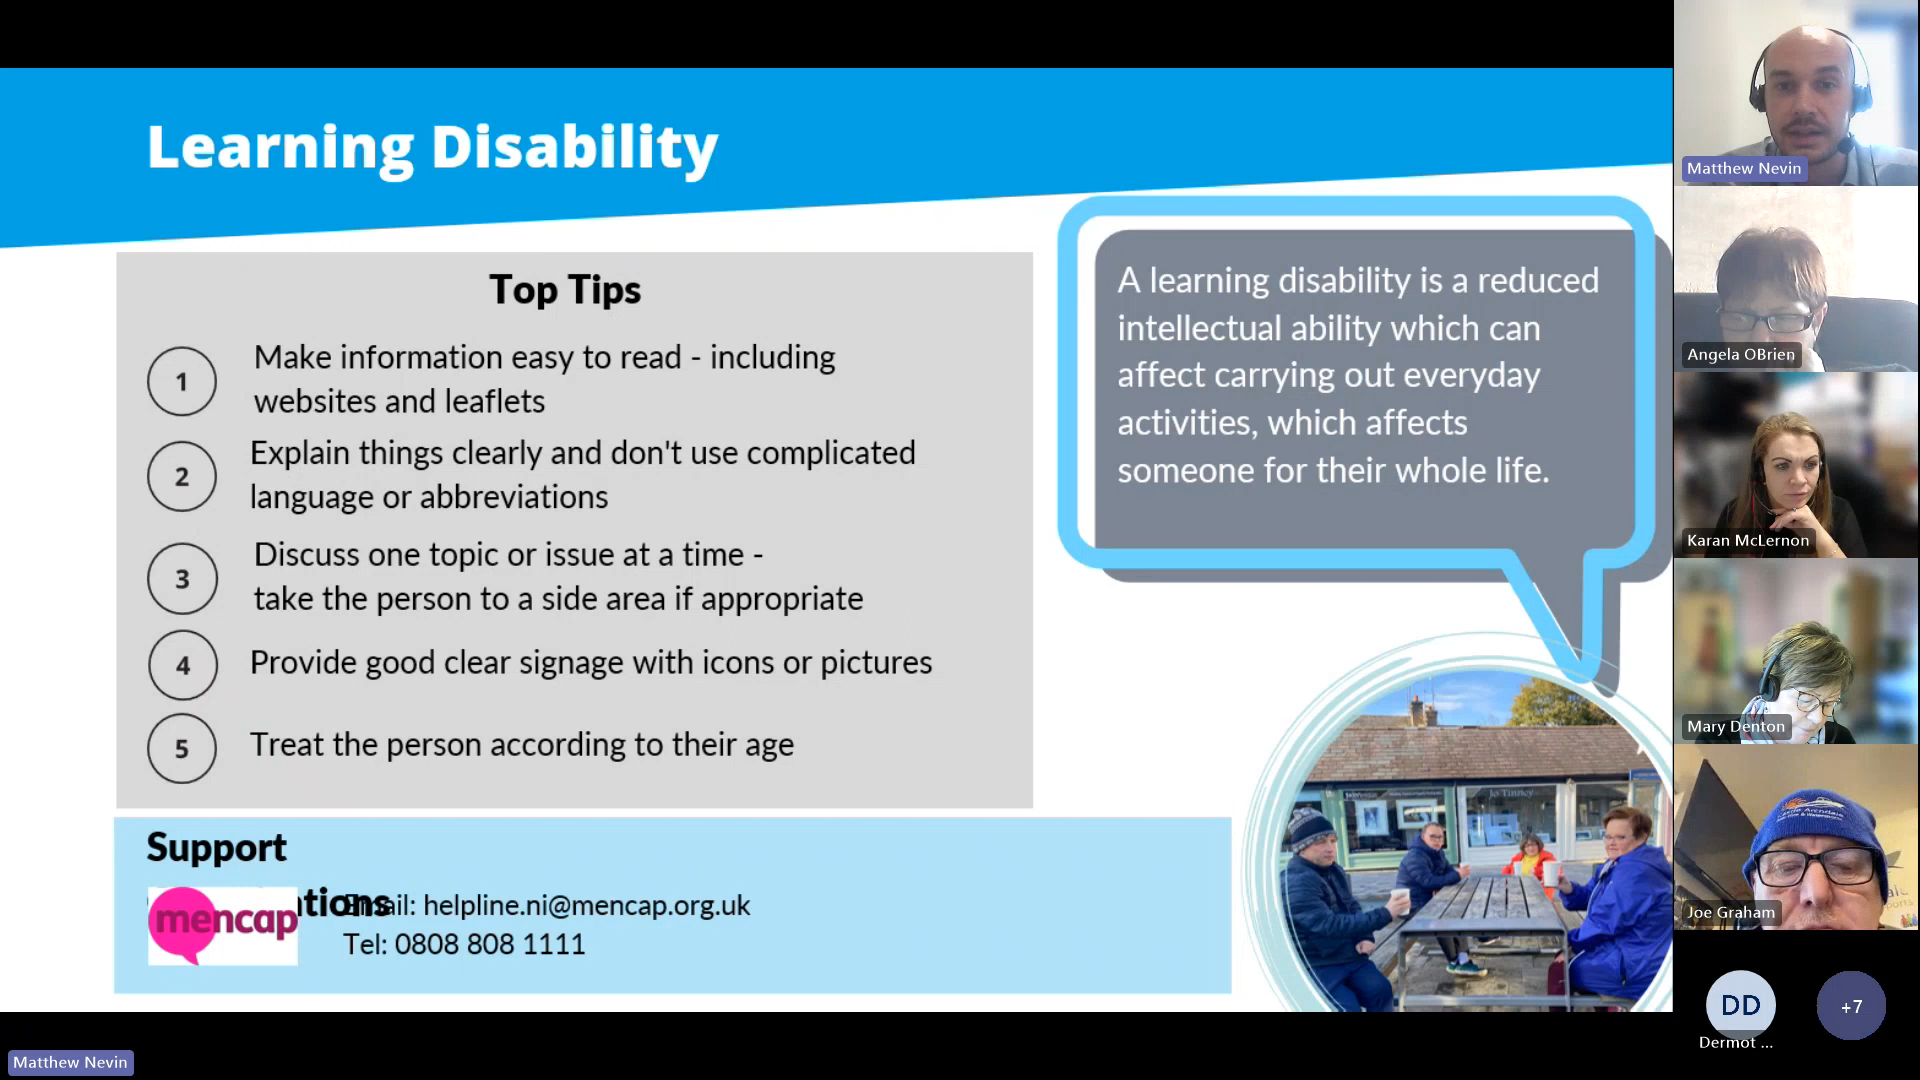 Learning Disability
Top Tips
1
Make information easy to read - including
websites and leaflets
2
Explain things clearly and don't use complicated
language or abbreviations
3
Discuss one topic or issue at a time -
take the person to a side area if appropriate
4
Provide good clear signage with icons or pictures
5
Treat the person according to their age
A learning disability is a reduced
intellectual ability which can
affect carrying out everyday
activities, which affects
someone for their whole life.
Support
mencap
Email: helpline.ni@mencap.org.uk
Tel: 0808 808 1111
Jo Tinney
Matthew Nevin
Angela OBrien
Karan McLernon
Mary Denton
Castle Archdale
Joe Graham
DD
Dermot ...
+7
Matthew Nevin